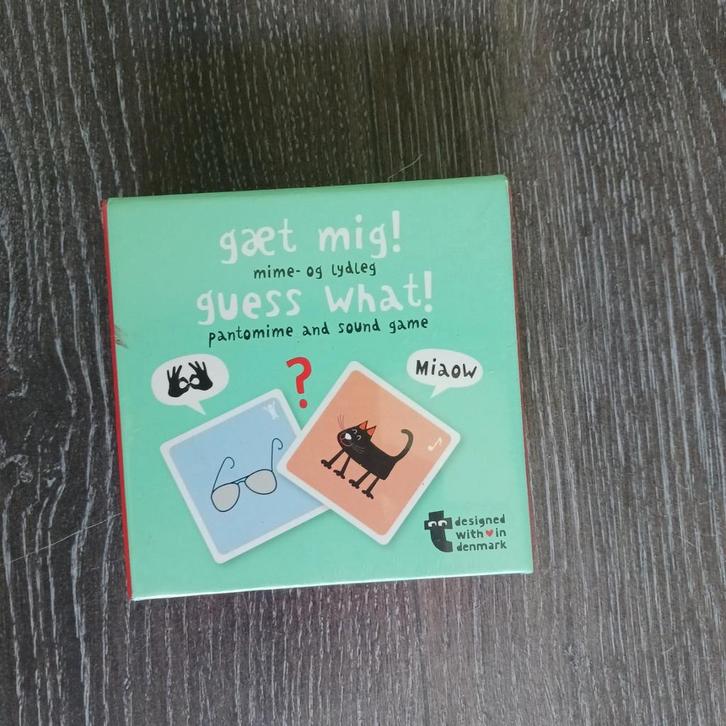 gæt mig!
mime- og lydleg
guess what!
pantomime and sound game
Miaow
?
t designed
with♥in
denmark